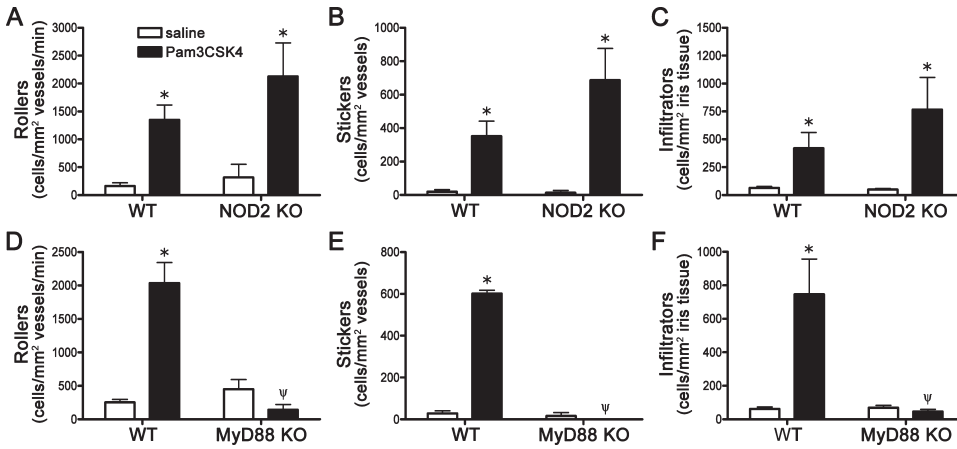 A
B
C
saline
Pam3CSK4
Rollers
(cells/mm² vessels/min)
3000
2500
2000
1500
1000
500
0
*
*
WT
NOD2 KO
Stickers
(cells/mm² vessels)
1000
800
600
400
200
0
*
*
WT
NOD2 KO
Infiltrators
(cells/mm² iris tissue)
1500
1250
1000
750
500
250
0
*
*
WT
NOD2 KO
D
E
F
Rollers
(cells/mm² vessels/min)
2500
2000
1500
1000
500
0
*
ψ
WT
MyD88 KO
Stickers
(cells/mm² vessels)
800
600
400
200
0
*
ψ
WT
MyD88 KO
Infiltrators
(cells/mm² iris tissue)
1000
800
600
400
200
0
*
ψ
WT
MyD88 KO